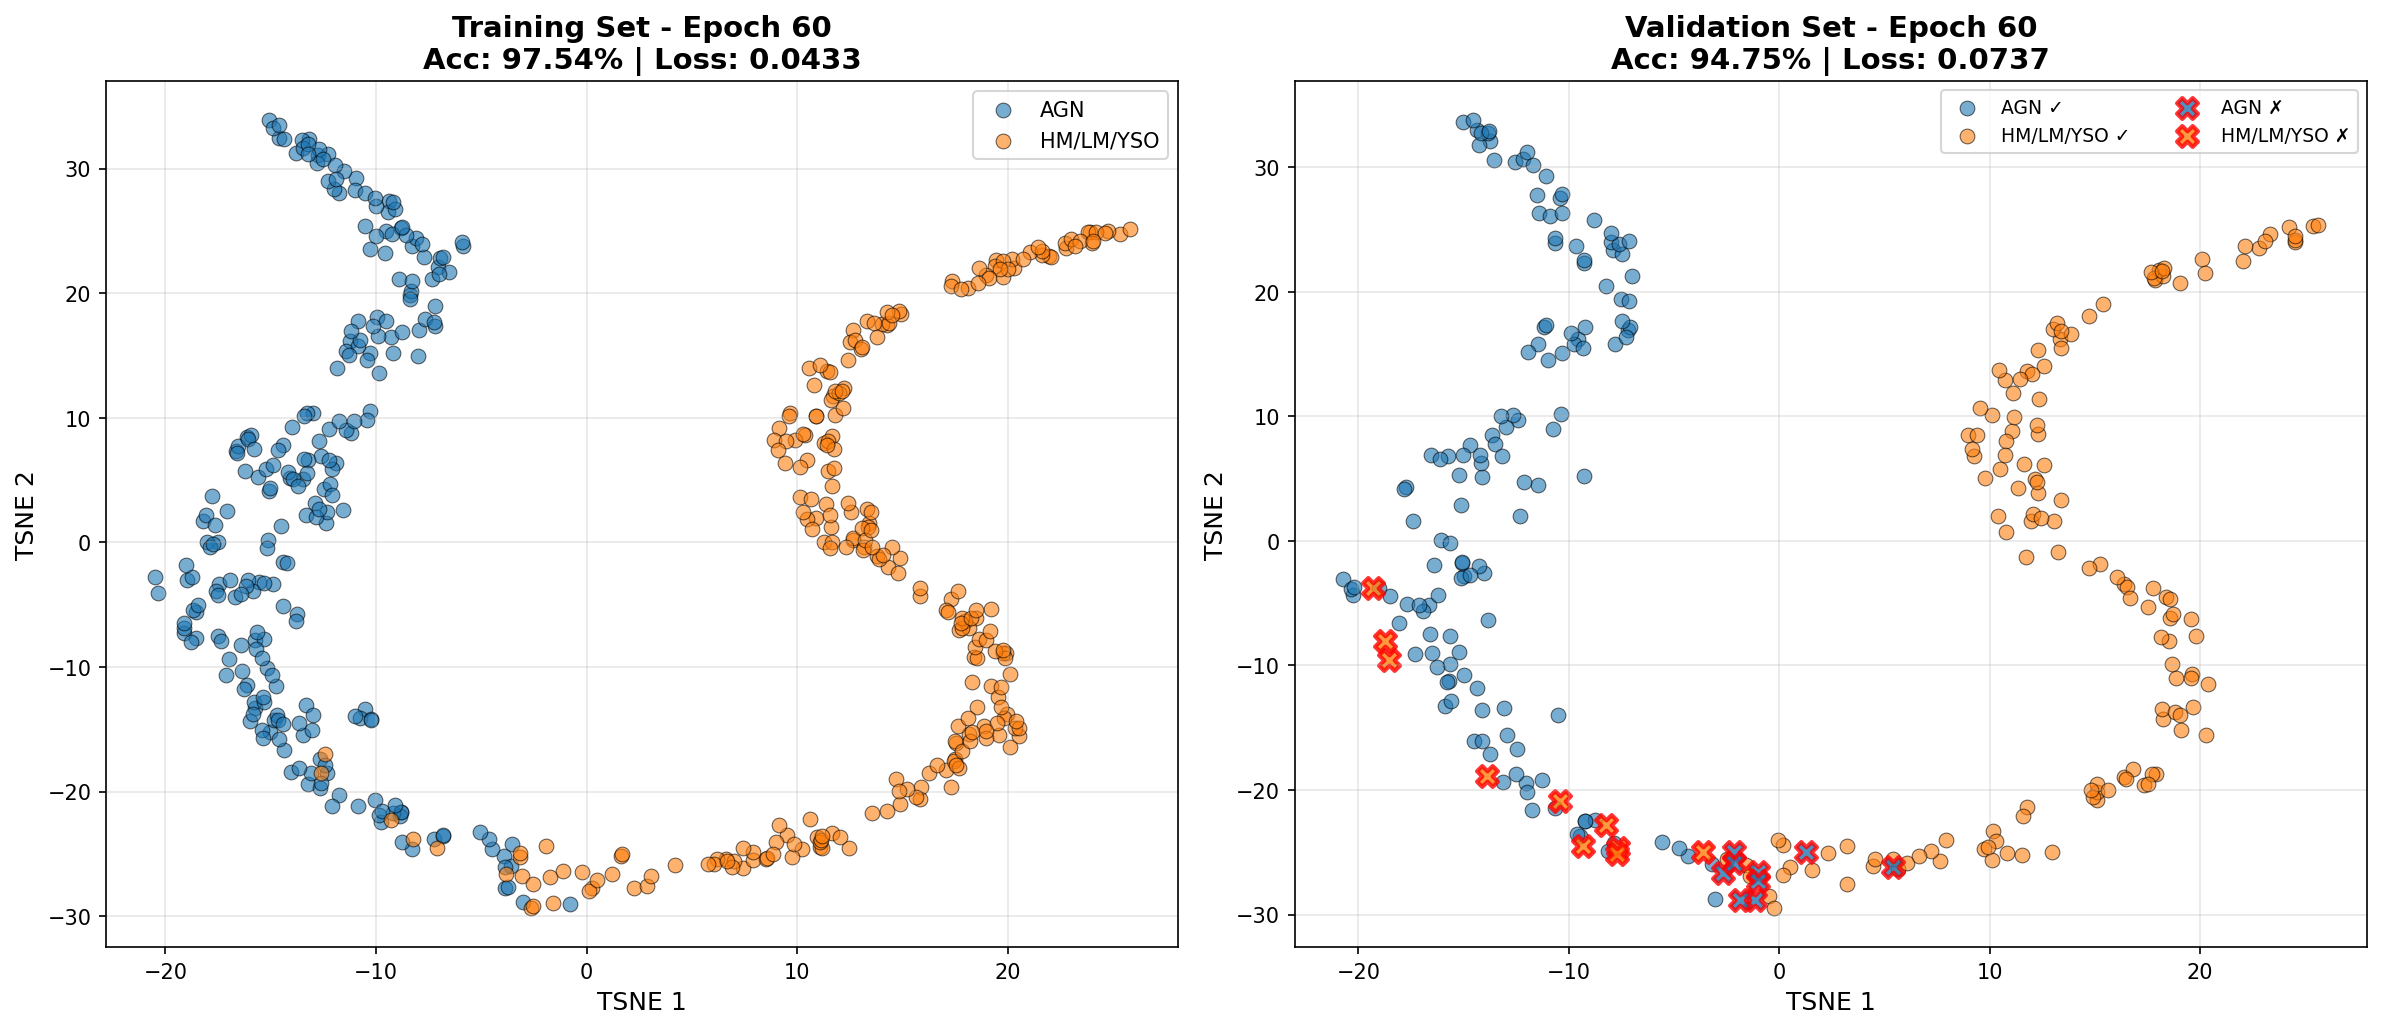 Training Set - Epoch 60
Acc: 97.54% | Loss: 0.0433
AGN
HM/LM/YSO
TSNE 2
30
20
10
0
−10
−20
−30
−20
−10
0
10
20
TSNE 1
Validation Set - Epoch 60
Acc: 94.75% | Loss: 0.0737
AGN ✓
AGN ✗
HM/LM/YSO ✓
HM/LM/YSO ✗
TSNE 2
30
20
10
0
−10
−20
−30
−20
−10
0
10
20
TSNE 1